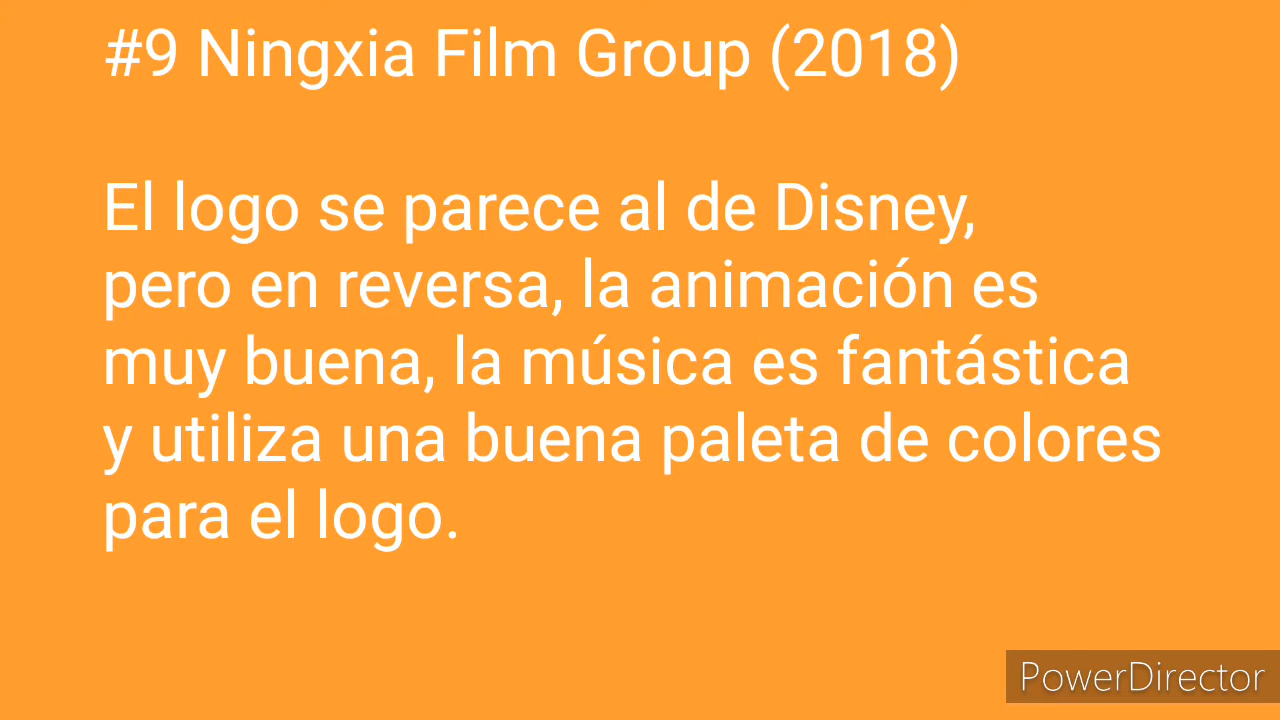 #9 Ningxia Film Group (2018)
El logo se parece al de Disney,
pero en reversa, la animación es
muy buena, la música es fantástica
y utiliza una buena paleta de colores
para el logo.
PowerDirector